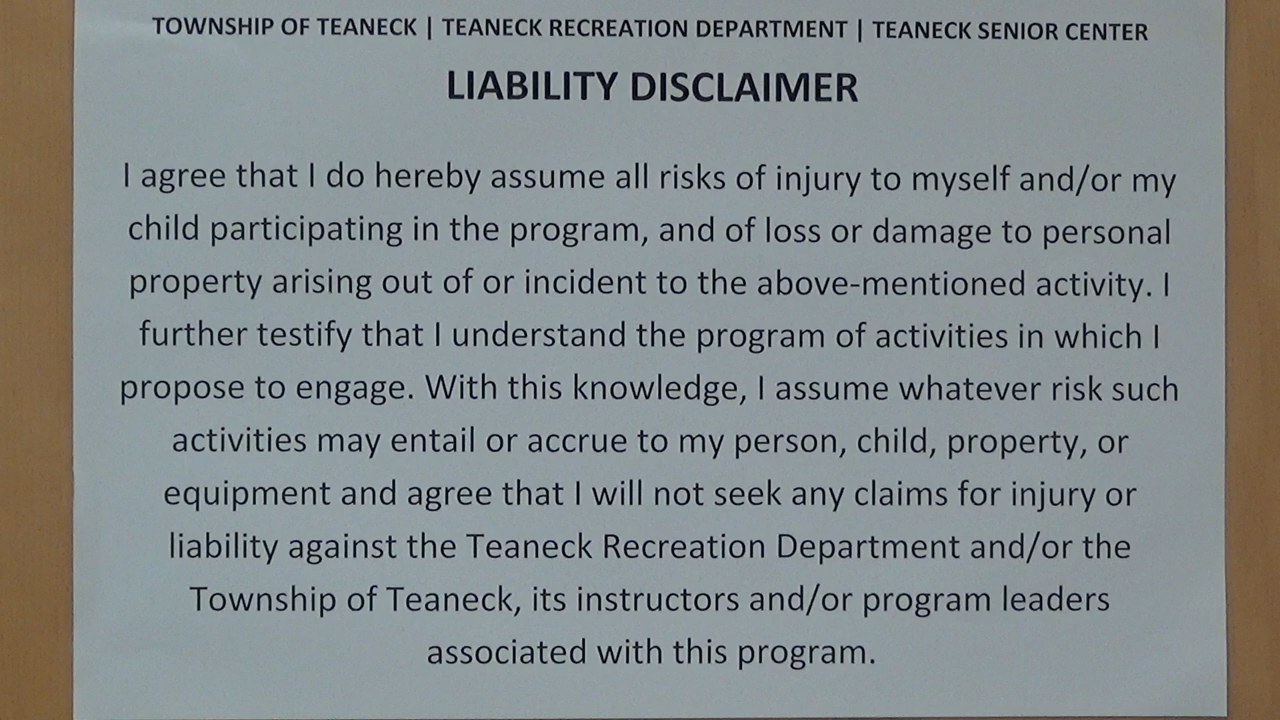 TOWNSHIP OF TEANECK | TEANECK RECREATION DEPARTMENT | TEANECK SENIOR CENTER
LIABILITY DISCLAIMER
I agree that I do hereby assume all risks of injury to myself and/or my
child participating in the program, and of loss or damage to personal
property arising out of or incident to the above-mentioned activity. I
further testify that I understand the program of activities in which I
propose to engage. With this knowledge, I assume whatever risk such
activities may entail or accrue to my person, child, property, or
equipment and agree that I will not seek any claims for injury or
liability against the Teaneck Recreation Department and/or the
Township of Teaneck, its instructors and/or program leaders
associated with this program.